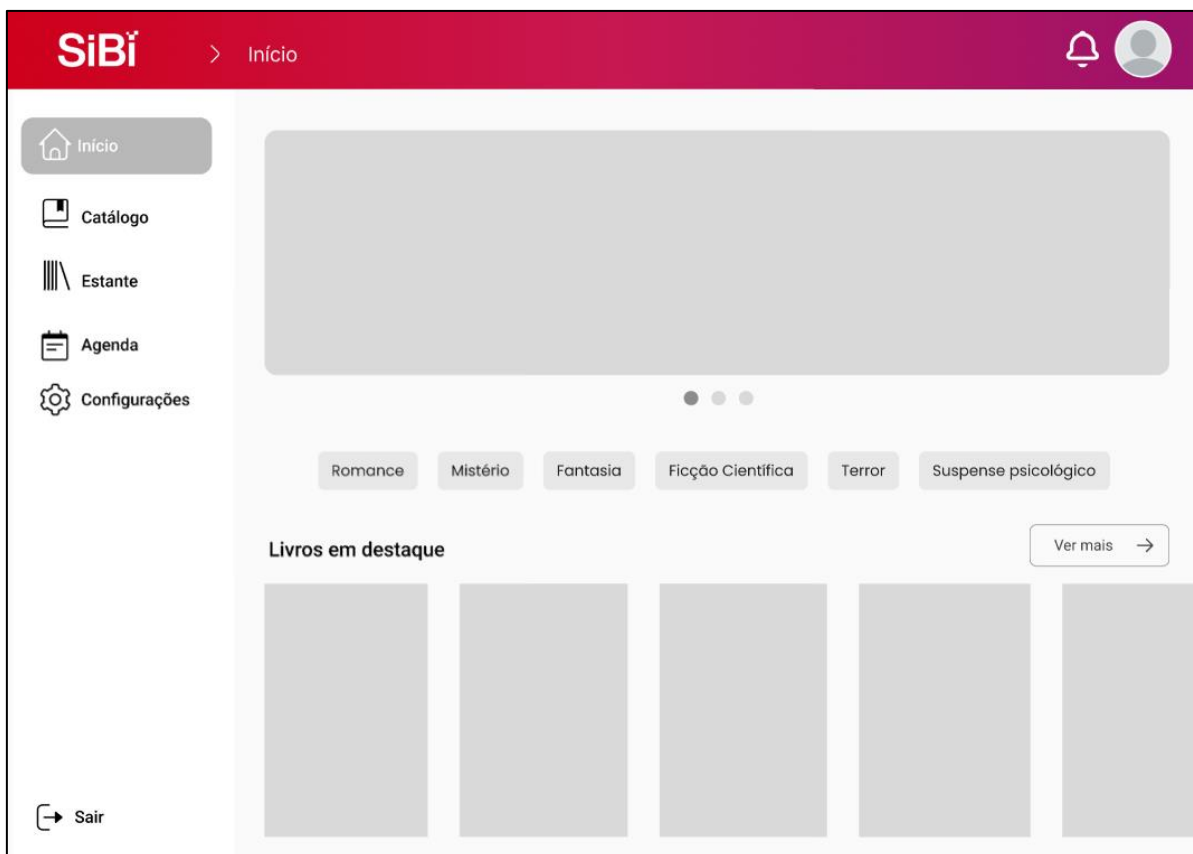 SiBi Início
Início
Catálogo
Estante
Agenda
Configurações
Romance Mistério Fantasia Ficção Científica Terror Suspense psicológico
Livros em destaque
Ver mais
Sair